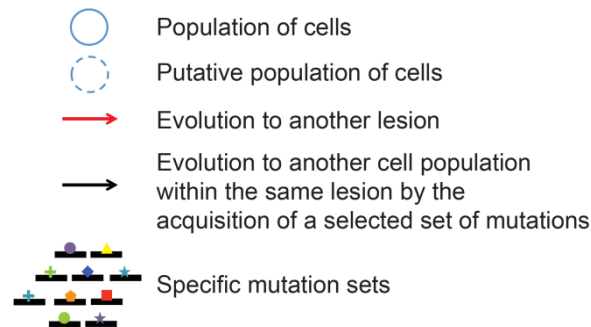 Population of cells
Putative population of cells
Evolution to another lesion
Evolution to another cell population
within the same lesion by the
acquisition of a selected set of mutations
Specific mutation sets